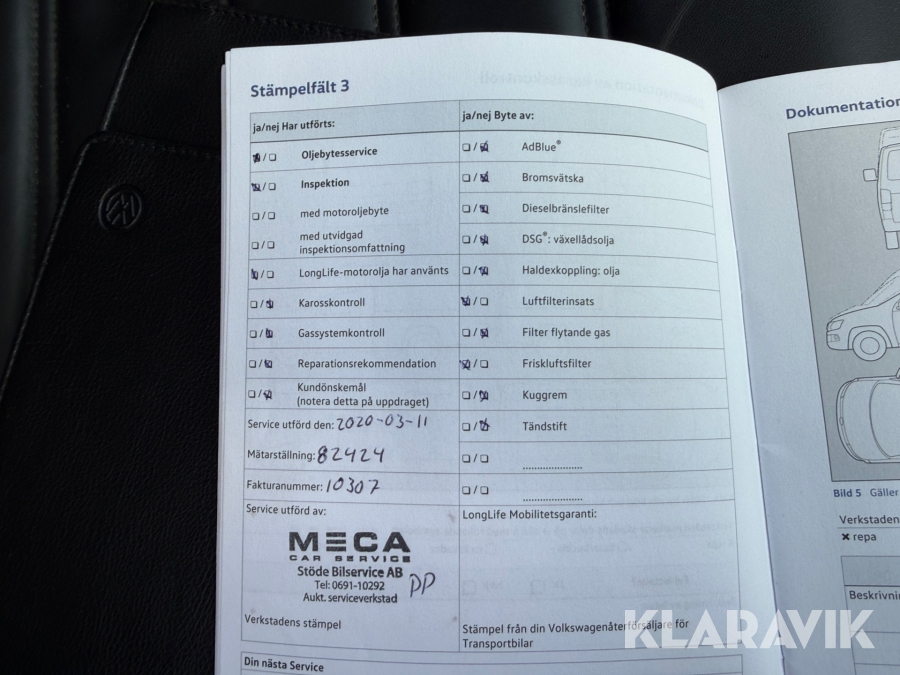 Stämpelfält 3
ja/nej Har utförts:
ja/nej Byte av:
Oljebytesservice
AdBlue®
Inspektion
Bromsvätska
med motoroljebyte
Dieselbränslefilter
med utvidgad
inspektionsomfattning
DSG®: växellådsolja
LongLife-motorolja har använts
Haldexkoppling: olja
Karosskontroll
Luftfilterinsats
Gassystemkontroll
Filter flytande gas
Reparationsrekommendation
Friskluftsfilter
Kundönskemål
(notera detta på uppdraget)
Kuggrem
Service utförd den: 2020-03-11
Tändstift
Mätarställning: 82424
Fakturanummer: 10307
Service utförd av:
LongLife Mobilitetsgaranti:
MECA
CAR SERVICE
Stöde Bilservice AB
Tel: 0691-10292
Aukt. serviceverkstad
PP
Verkstadens stämpel
Stämpel från din Volkswagenåterförsäljare för
Transportbilar
Din nästa Service
Dokumentation
Bild 5 Gäller
Verkstaden
× repa
Beskrivnin
KLARAVIK